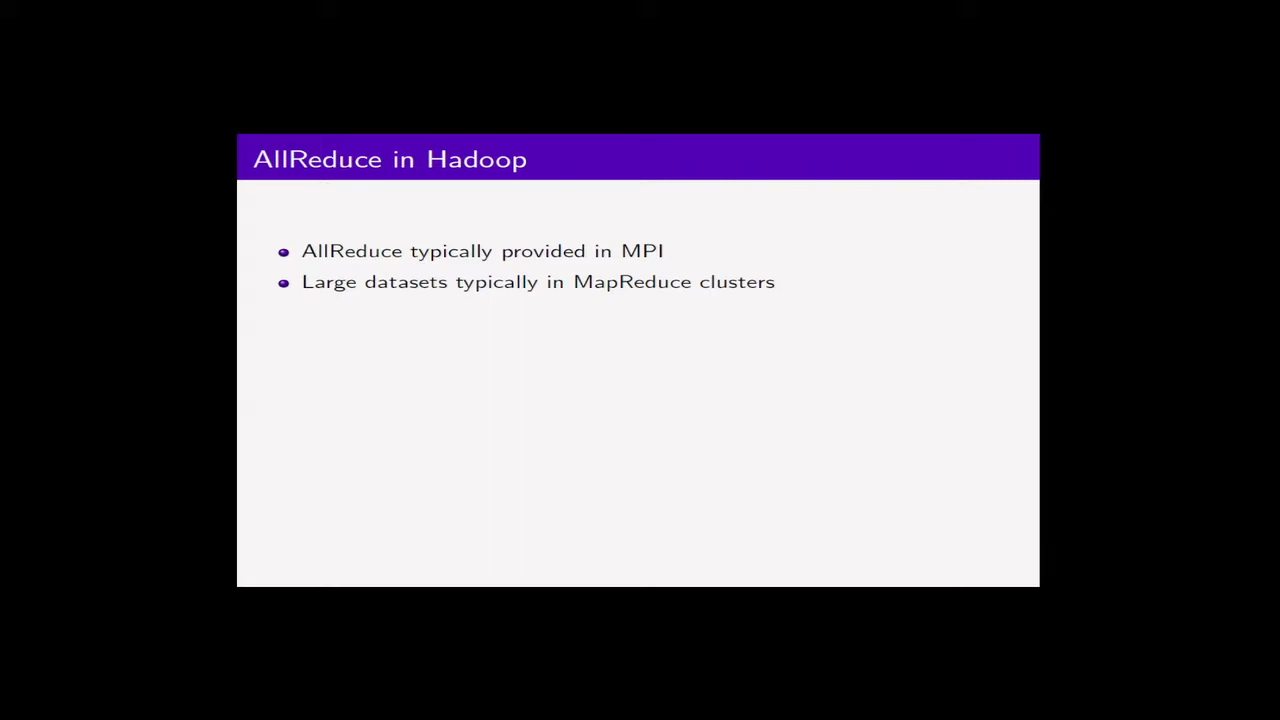 AllReduce in Hadoop
AllReduce typically provided in MPI
Large datasets typically in MapReduce clusters